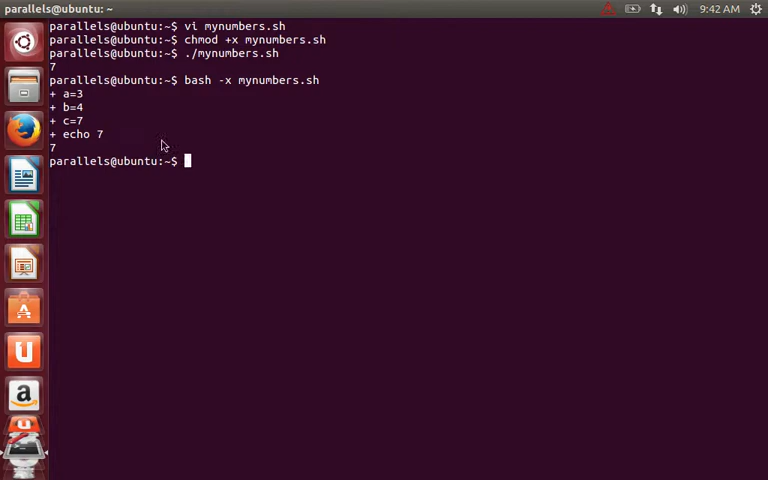 parallels@ubuntu: ~
9:42 AM
parallels@ubuntu:~$ vi mynumbers.sh
parallels@ubuntu:~$ chmod +x mynumbers.sh
parallels@ubuntu:~$ ./mynumbers.sh
7
parallels@ubuntu:~$ bash -x mynumbers.sh
+ a=3
+ b=4
+ c=7
+ echo 7
7
parallels@ubuntu:~$